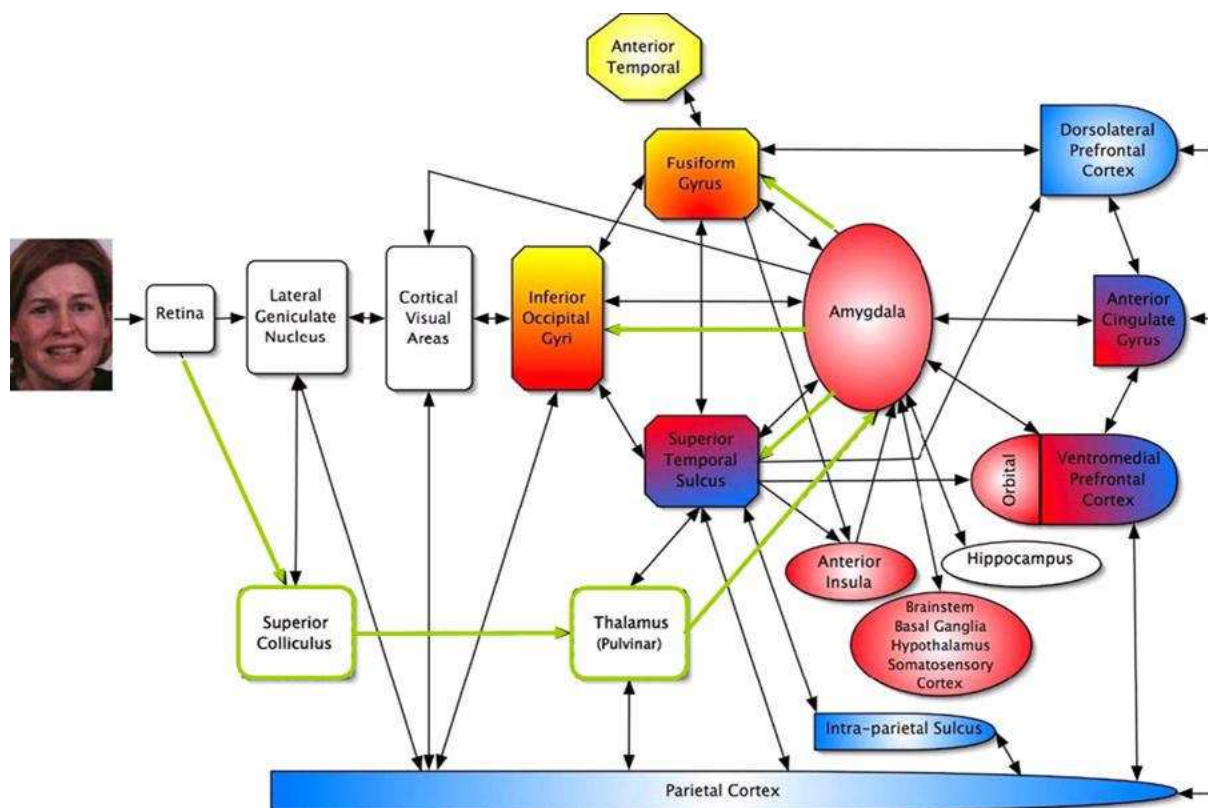 Anterior
Temporal
Fusiform
Gyrus
Dorsolateral
Prefrontal
Cortex
Retina
Lateral
Geniculate
Nucleus
Cortical
Visual
Areas
Inferior
Occipital
Gyri
Amygdala
Anterior
Cingulate
Gyrus
Superior
Temporal
Sulcus
Orbital
Ventromedial
Prefrontal
Cortex
Anterior
Insula
Hippocampus
Superior
Colliculus
Thalamus
(Pulvinar)
Brainstem
Basal Ganglia
Hypothalamus
Somatosensory
Cortex
Intra-parietal Sulcus
Parietal Cortex